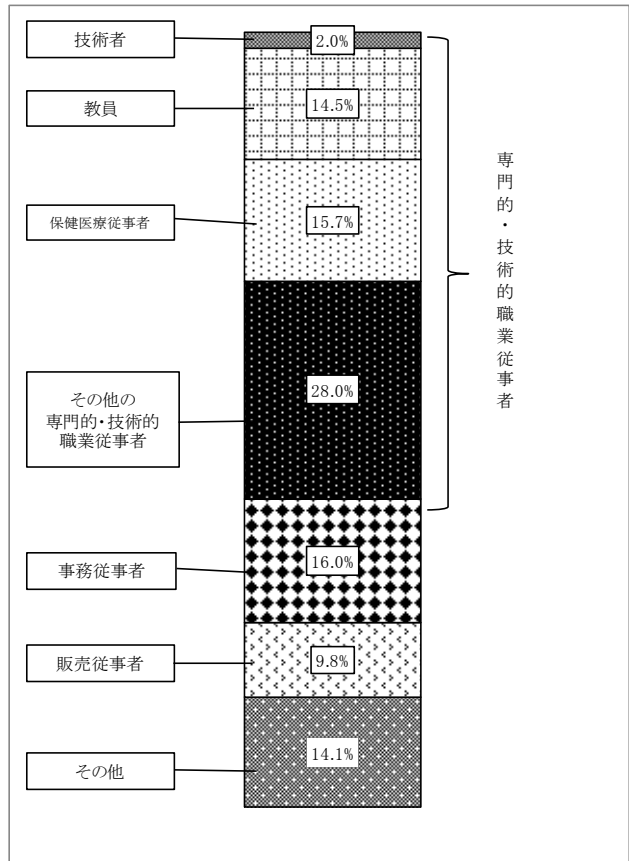 技術者
2.0%
教員
14.5%
保健医療従事者
15.7%
その他の
専門的・技術的
職業従事者
28.0%
専門的・技術的職業従事者
事務従事者
16.0%
販売従事者
9.8%
その他
14.1%